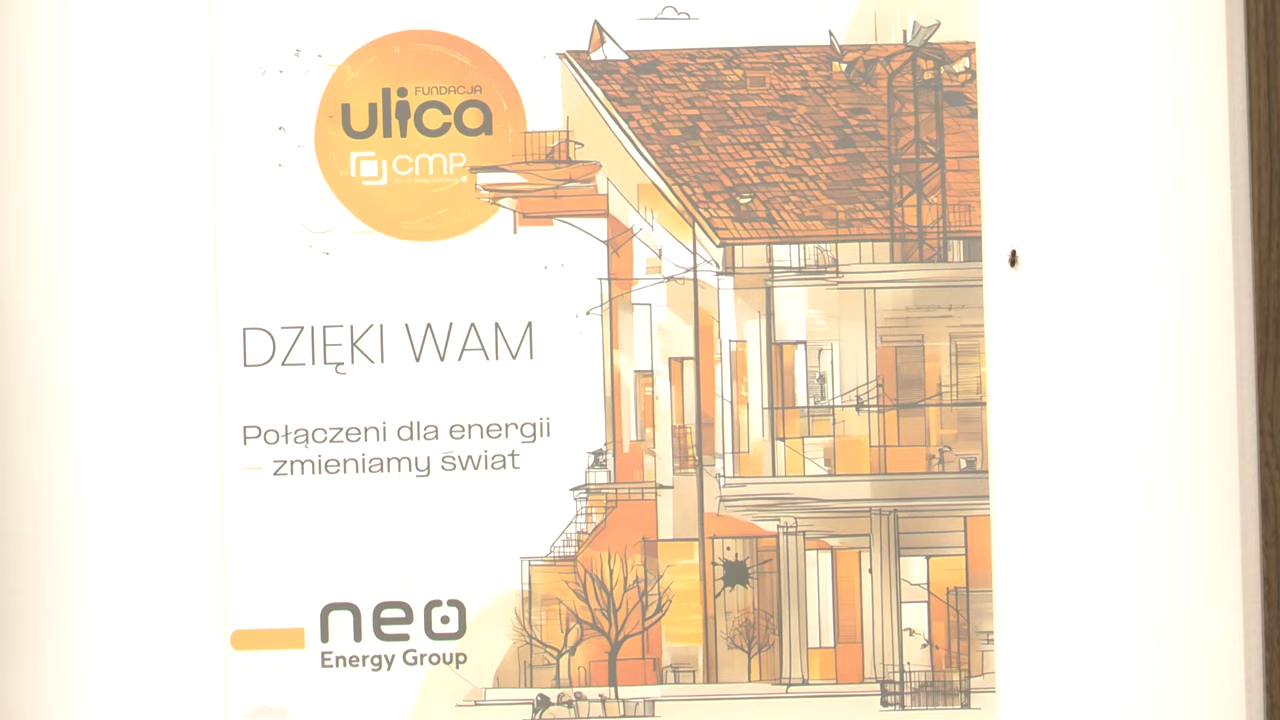 FUNDACJA
ulica
CMP
DZIĘKI WAM
Połączeni dla energii
zmieniamy świat
neo
Energy Group